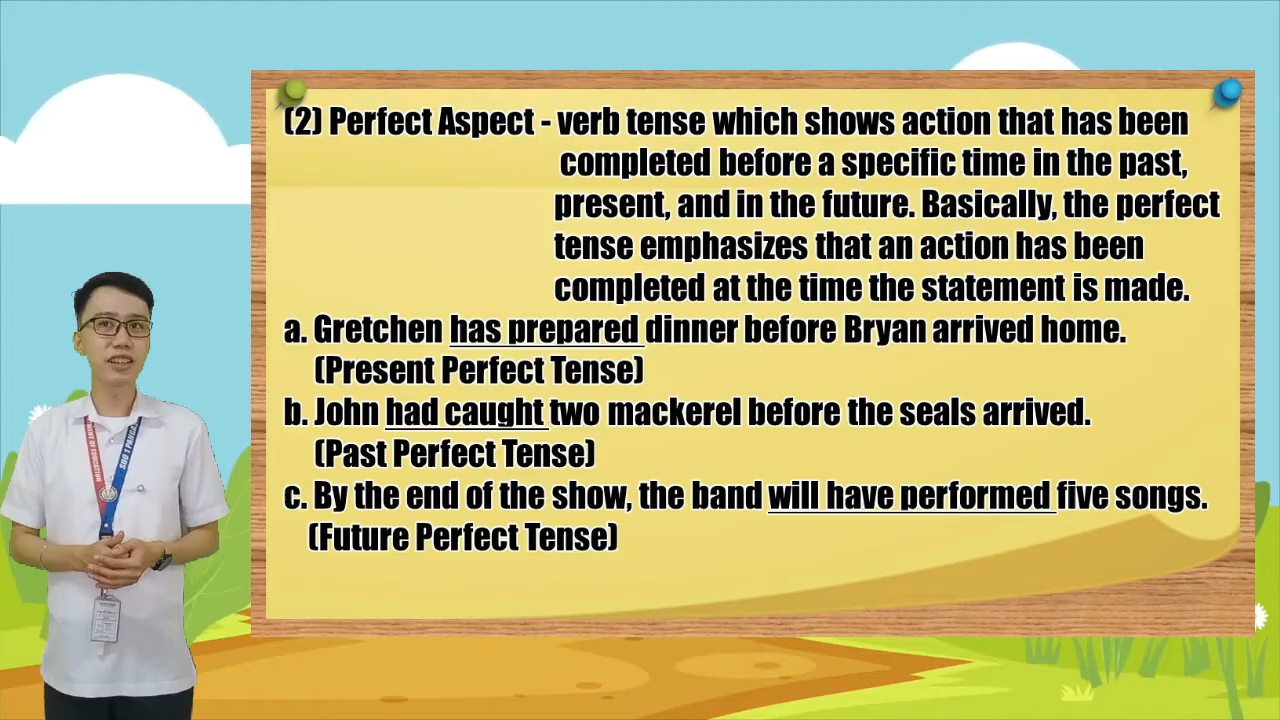 (2) Perfect Aspect - verb tense which shows action that has been
completed before a specific time in the past,
present, and in the future. Basically, the perfect
tense emphasizes that an action has been
completed at the time the statement is made.
a. Gretchen has prepared dinner before Bryan arrived home.
(Present Perfect Tense)
b. John had caught two mackerel before the seals arrived.
(Past Perfect Tense)
c. By the end of the show, the band will have performed five songs.
(Future Perfect Tense)